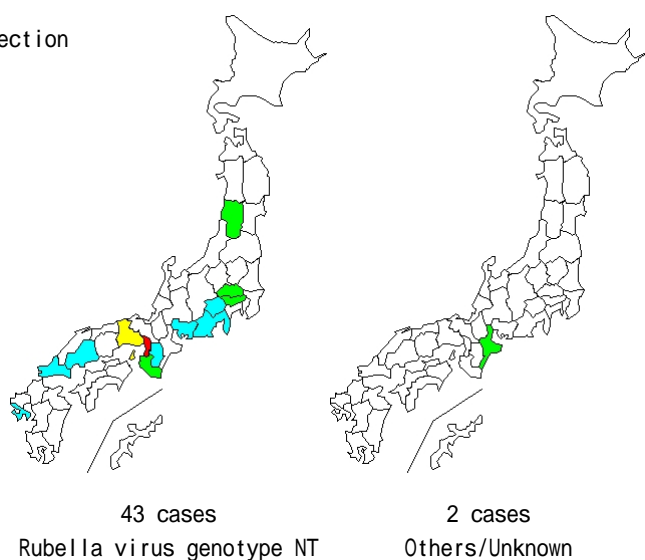 ection
43 cases
Rubella virus genotype NT
2 cases
Others/Unknown